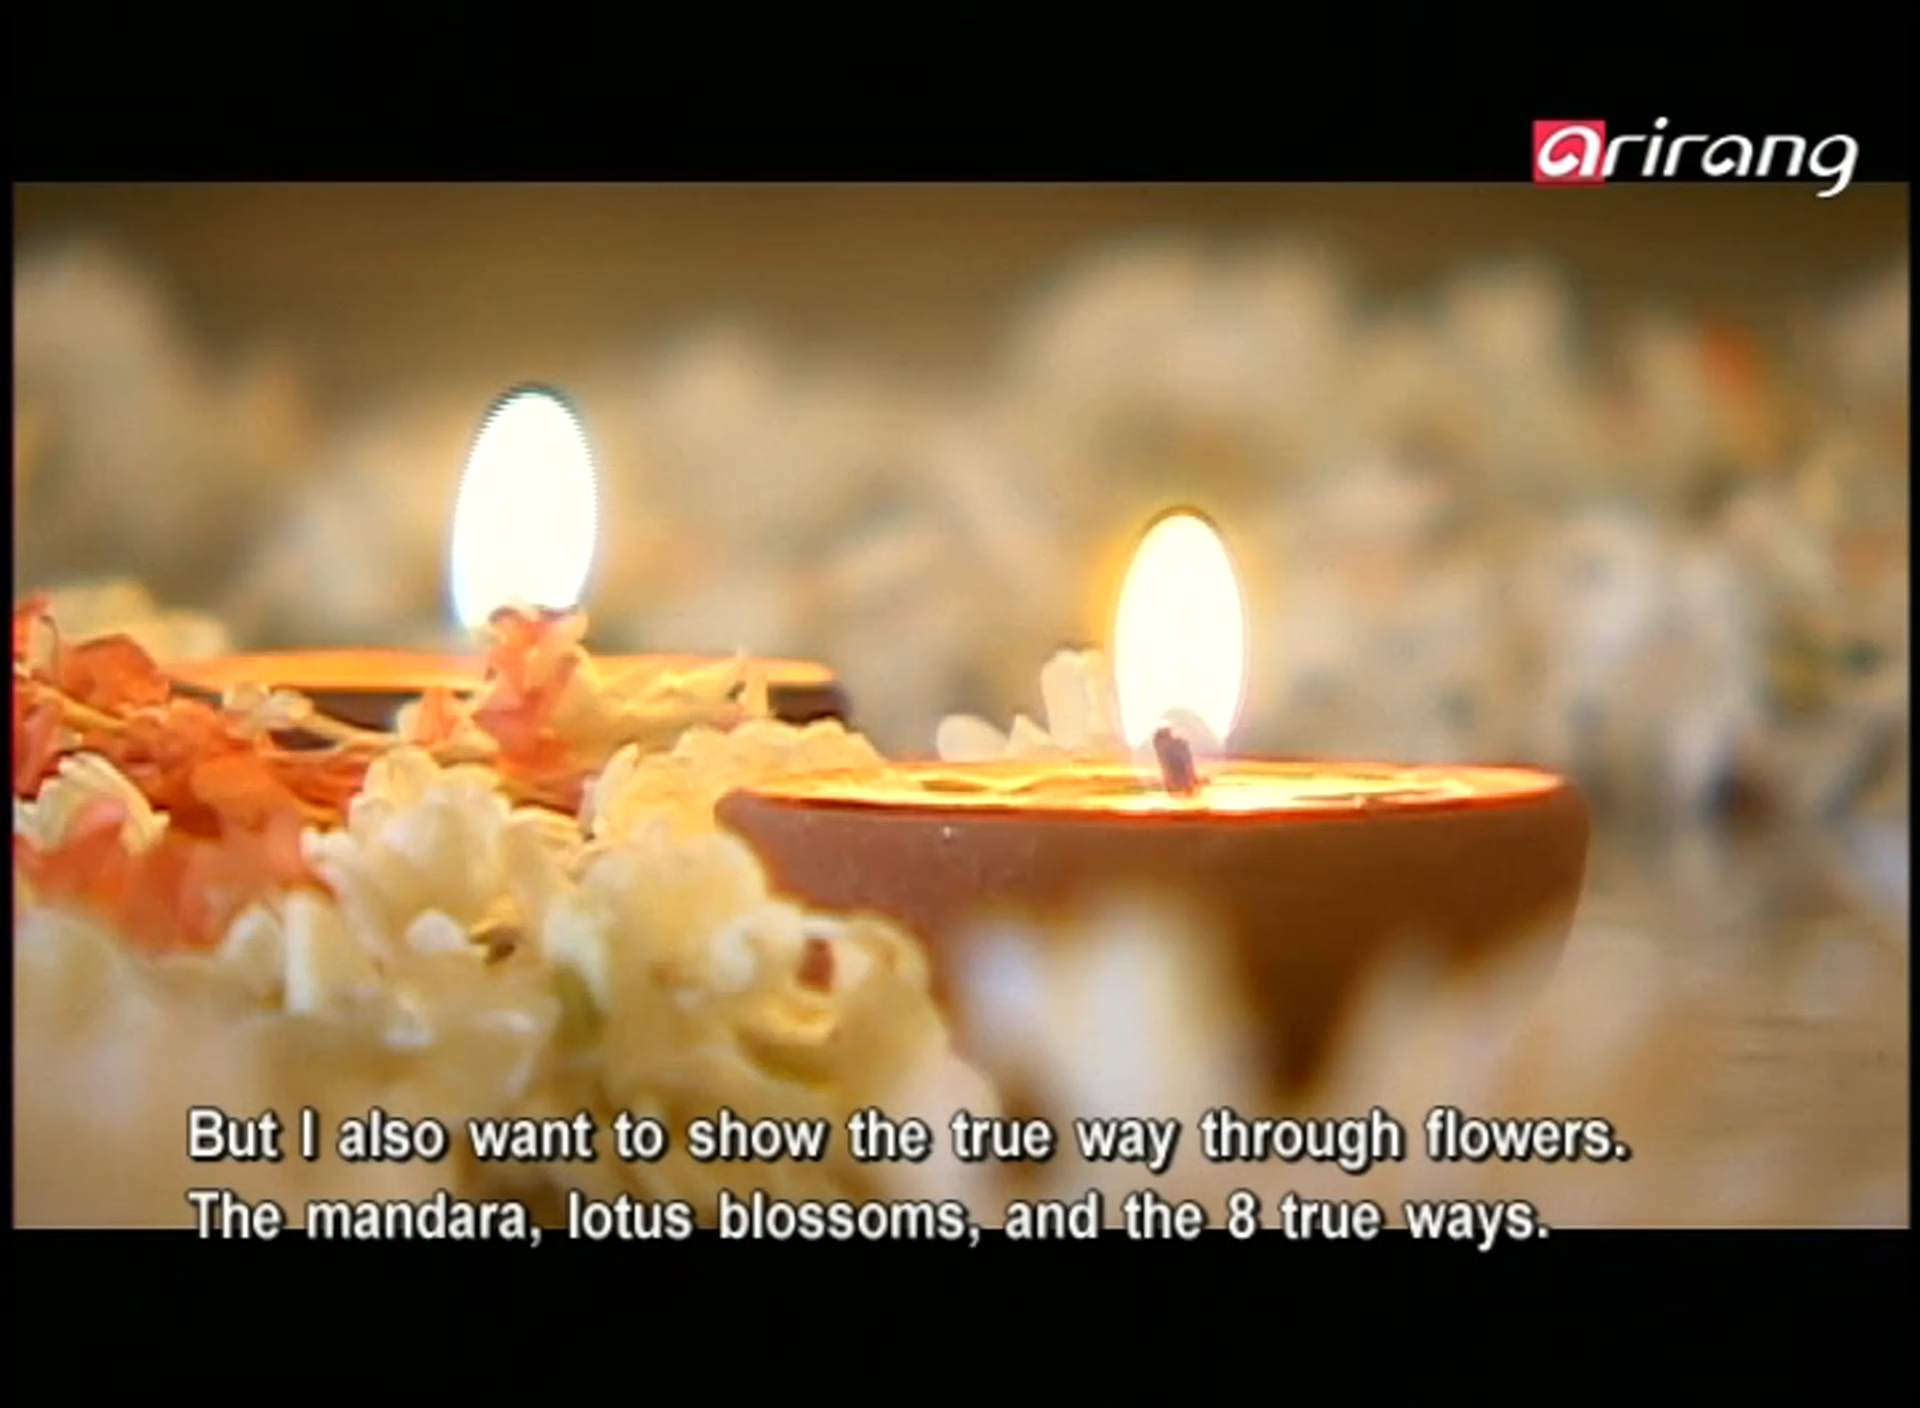 arirang
But I also want to show the true way through flowers.
The mandara, lotus blossoms, and the 8 true ways.